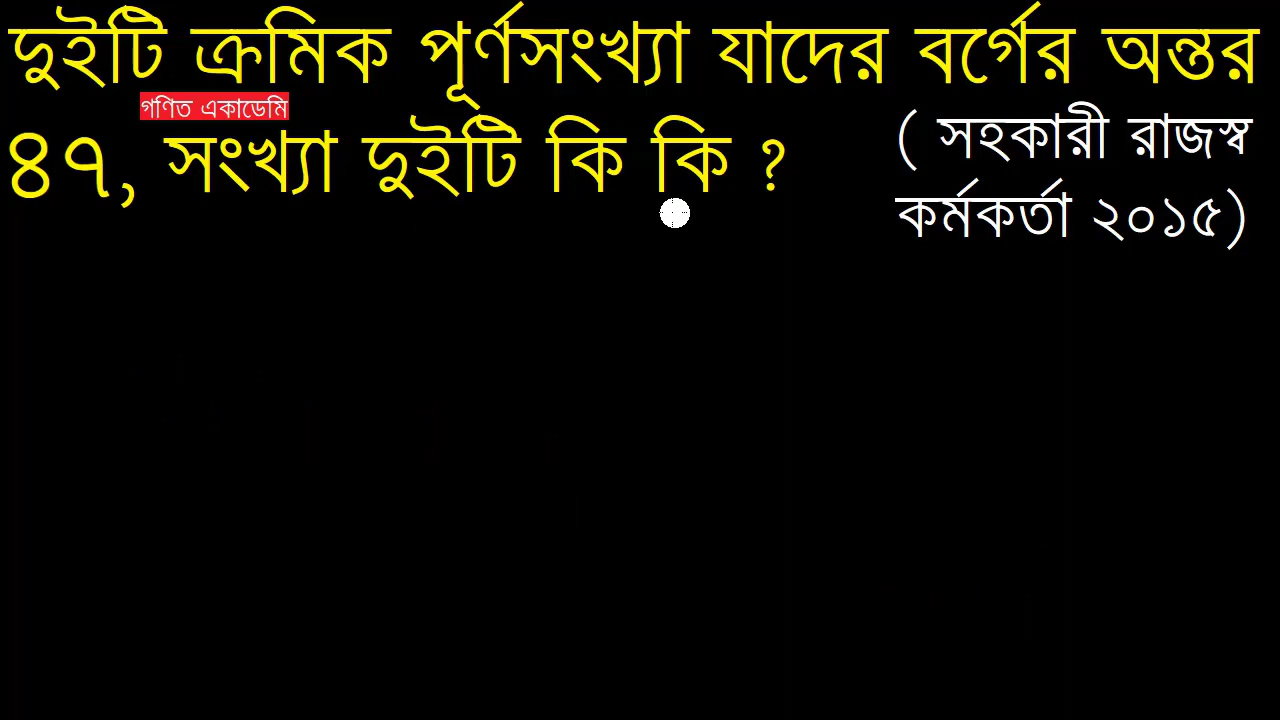 দুইটি ক্রমিক পূর্ণসংখ্যা যাদের বর্গের অন্তর
গণিত একাডেমি
৪৭, সংখ্যা দুইটি কি কি ?
( সহকারী রাজস্ব
কর্মকর্তা ২০১৫)